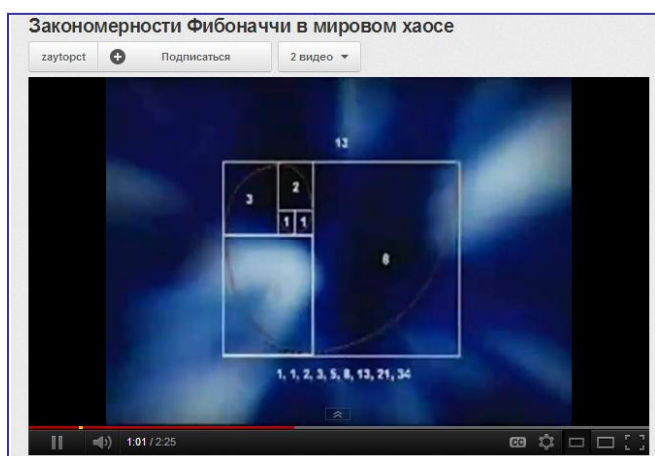 Закономерности Фибоначчи в мировом хаосе
zaytopct
Подписаться
2 видео
13
3
2
1 1
8
1, 1, 2, 3, 5, 8, 13, 21, 34
1:01 / 2:25
CC